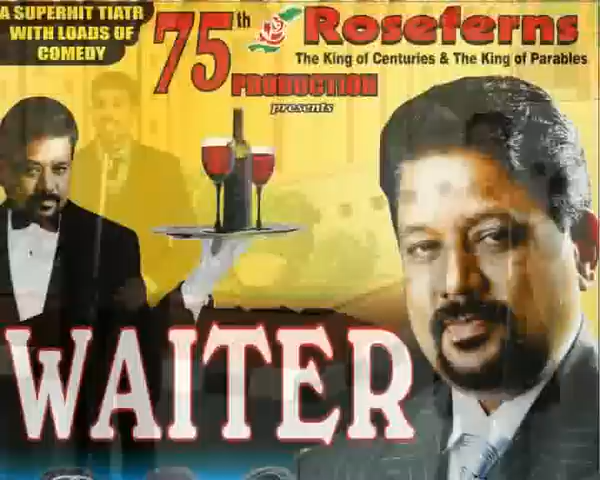 A SUPERHIT TIATR
WITH LOADS OF
COMEDY
75th
Roseferns
The King of Centuries & The King of Parables
PRODUCTION
presents
WAITER